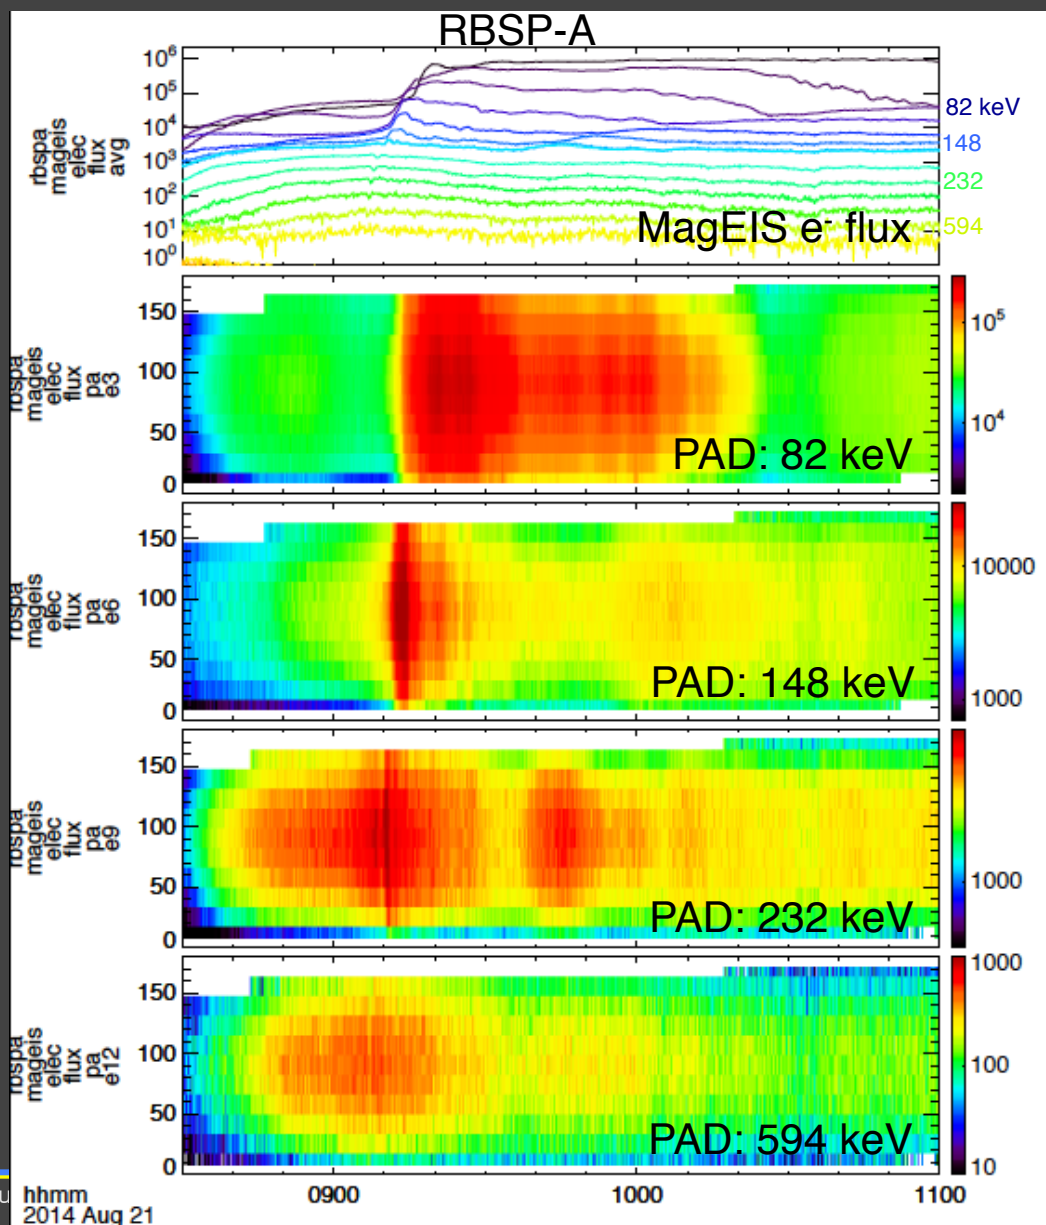 RBSP-A
10⁶
10⁵
10⁴
10³
10²
10¹
10⁰
rbspa
mageis
elec
flux
avg
82 keV
148
232
594
MagEIS e⁻ flux
150
100
50
0
rbspa
mageis
elec
flux
pa
e3
PAD: 82 keV
10⁵
10⁴
150
100
50
0
rbspa
mageis
elec
flux
pa
e6
PAD: 148 keV
10000
1000
150
100
50
0
rbspa
mageis
elec
flux
pa
e9
PAD: 232 keV
1000
150
100
50
0
rbspa
mageis
elec
flux
pa
e12
PAD: 594 keV
1000
100
10
hhmm
0900
1000
1100
2014 Aug 21